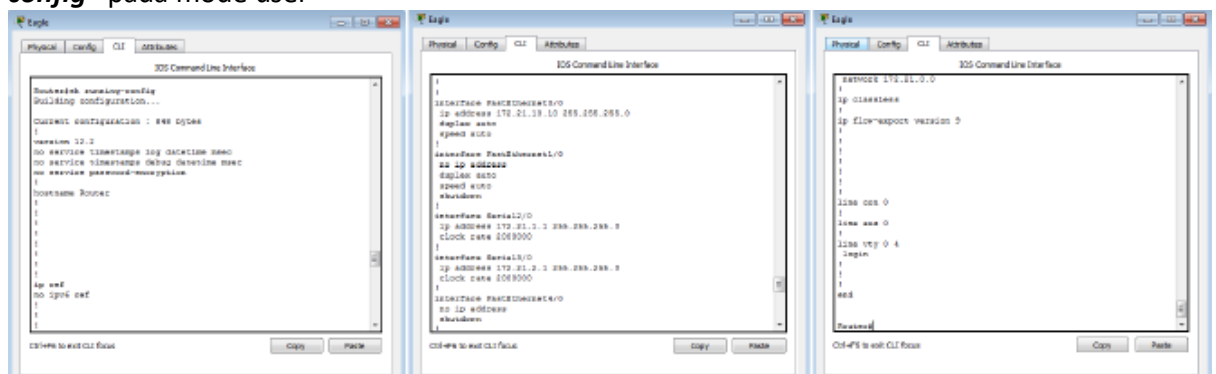 config" pada mode user
Eagle
Physical Config CLI Attributes
IOS Command Line Interface
Router#sh running-config
Building configuration...
Current configuration : 848 bytes
!
version 12.2
no service timestamps log datetime msec
no service timestamps debug datetime msec
no service password-encryption
!
hostname Router
!
!
!
!
!
!
!
!
ip cef
no ipv6 cef
!
!
!
Ctrl+F6 to exit CLI focus
Copy Paste
Eagle
Physical Config CLI Attributes
IOS Command Line Interface
!
!
interface FastEthernet0/0
ip address 172.21.10.10 255.255.255.0
duplex auto
speed auto
!
interface FastEthernet1/0
no ip address
duplex auto
speed auto
shutdown
!
interface Serial2/0
ip address 172.21.1.1 255.255.255.0
clock rate 2000000
!
interface Serial3/0
ip address 172.21.2.1 255.255.255.0
clock rate 2000000
!
interface FastEthernet4/0
no ip address
shutdown
!
Ctrl+F6 to exit CLI focus
Copy Paste
Eagle
Physical Config CLI Attributes
IOS Command Line Interface
network 172.21.0.0
!
ip classless
!
ip flow-export version 9
!
!
!
!
!
!
!
line con 0
!
line aux 0
!
line vty 0 4
login
!
!
!
end
Router#
Ctrl+F6 to exit CLI focus
Copy Paste